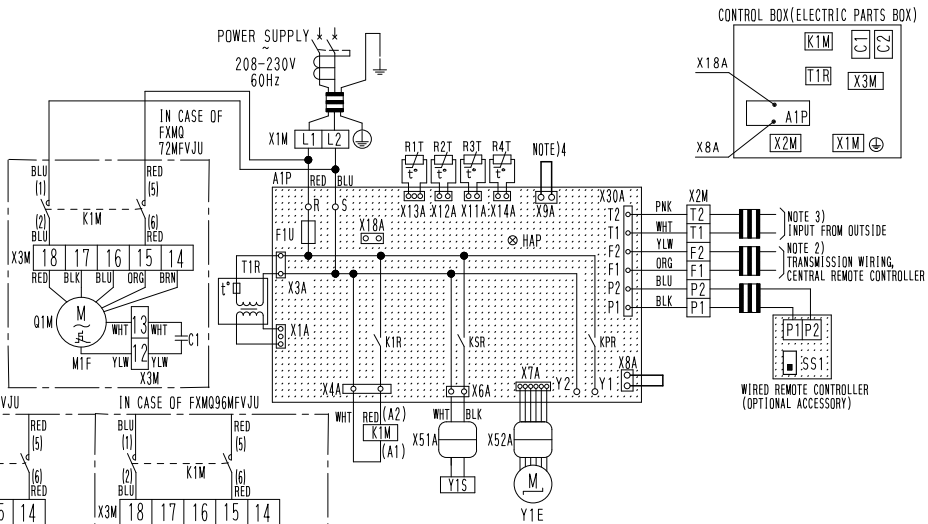 CONTROL BOX(ELECTRIC PARTS BOX)
K1M
C1
C2
X18A
T1R
X3M
A1P
X8A
X2M
X1M
POWER SUPPLY
~
208-230V
60Hz
X1M
L1
L2
IN CASE OF
FXMQ
72MFVJU
BLU
(1)
RED
(5)
(2)
BLU
K1M
(6)
RED
X3M
18
17
16
15
14
RED
BLK
BLU
ORG
BRN
Q1M
M
~
M1F
WHT
13
WHT
C1
YLW
12
YLW
X3M
A1P
RED
BLU
R
S
F1U
X18A
R1T
R2T
R3T
R4T
t°
t°
t°
t°
X13A
X12A
X11A
X14A
NOTE)4
X9A
HAP
T1R
t°
X3A
X1A
K1R
KSR
KPR
X4A
X6A
X7A
Y2
Y1
X8A
WHT
RED
(A2)
K1M
(A1)
WHT
BLK
X51A
Y1S
X52A
M
Y1E
X30A
T2
T1
F2
F1
P2
P1
PNK
WHT
YLW
ORG
BLU
BLK
X2M
T2
T1
F2
F1
P2
P1
NOTE 3)
INPUT FROM OUTSIDE
NOTE 2)
TRANSMISSION WIRING,
CENTRAL REMOTE CONTROLLER
P1
P2
SS1
WIRED REMOTE CONTROLLER
(OPTIONAL ACCESSORY)
VJU
RED
(5)
(6)
RED
5
14
IN CASE OF FXMQ96MFVJU
BLU
(1)
RED
(5)
(2)
BLU
K1M
(6)
RED
X3M
18
17
16
15
14